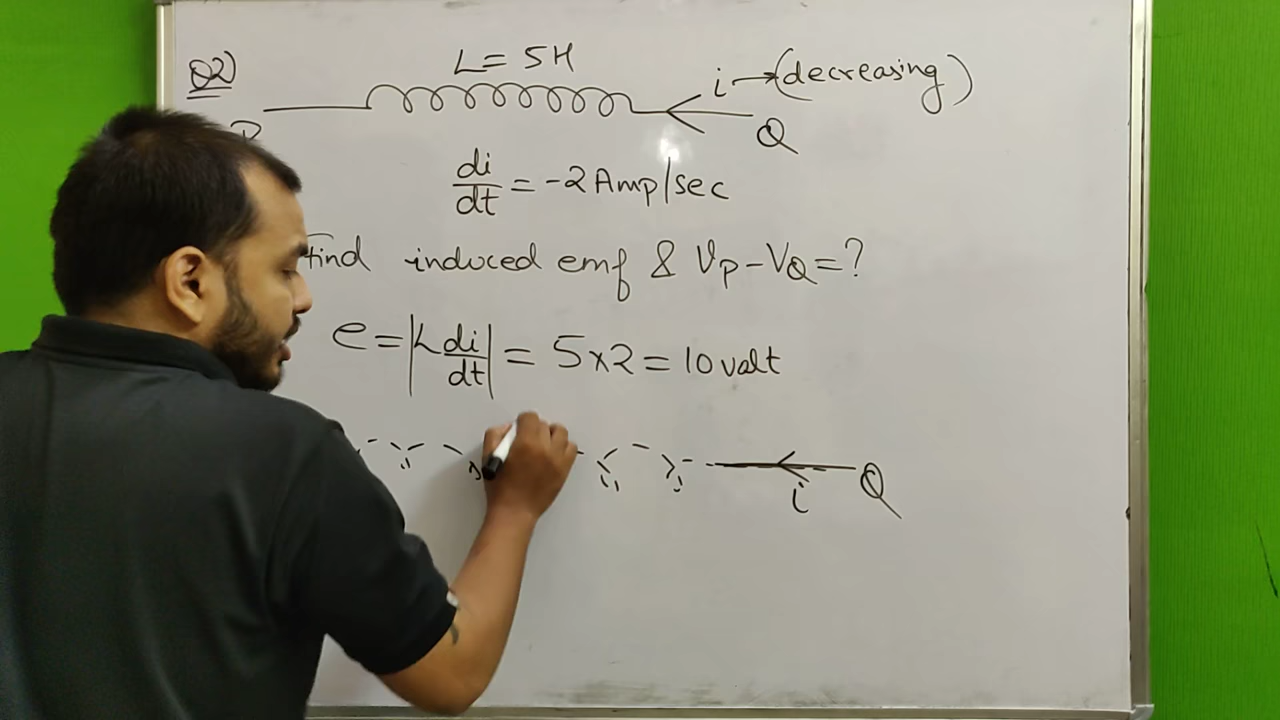 Q2) L = 5H i → (decreasing)
P Q
di/dt = -2 Amp/sec
Find induced emf & VP - VQ = ?
e = |L di/dt| = 5 x 2 = 10 volt
i Q